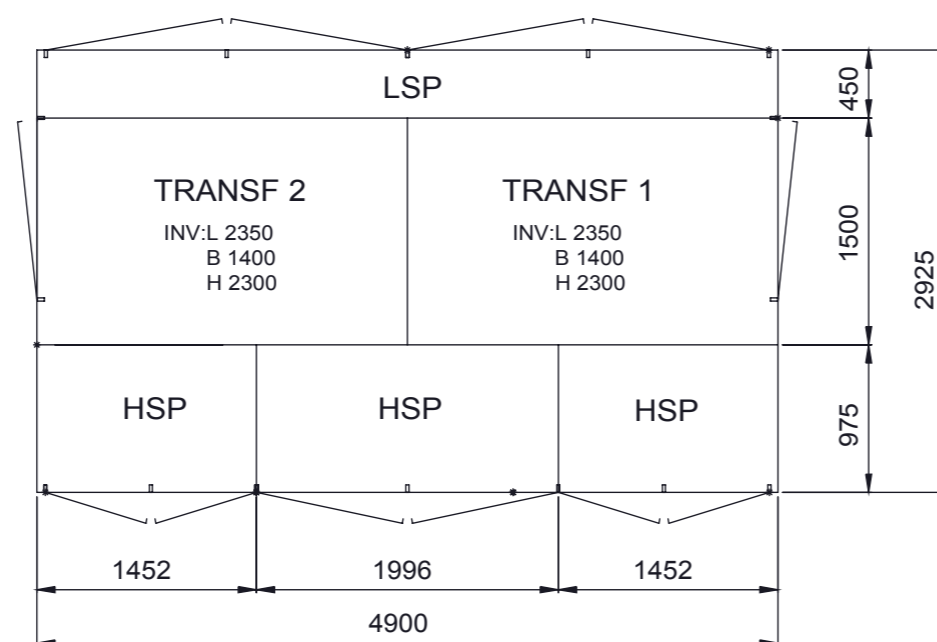 LSP
450
TRANSF 2
INV:L 2350
B 1400
H 2300
TRANSF 1
INV:L 2350
B 1400
H 2300
1500
2925
HSP
HSP
HSP
975
1452
1996
1452
4900